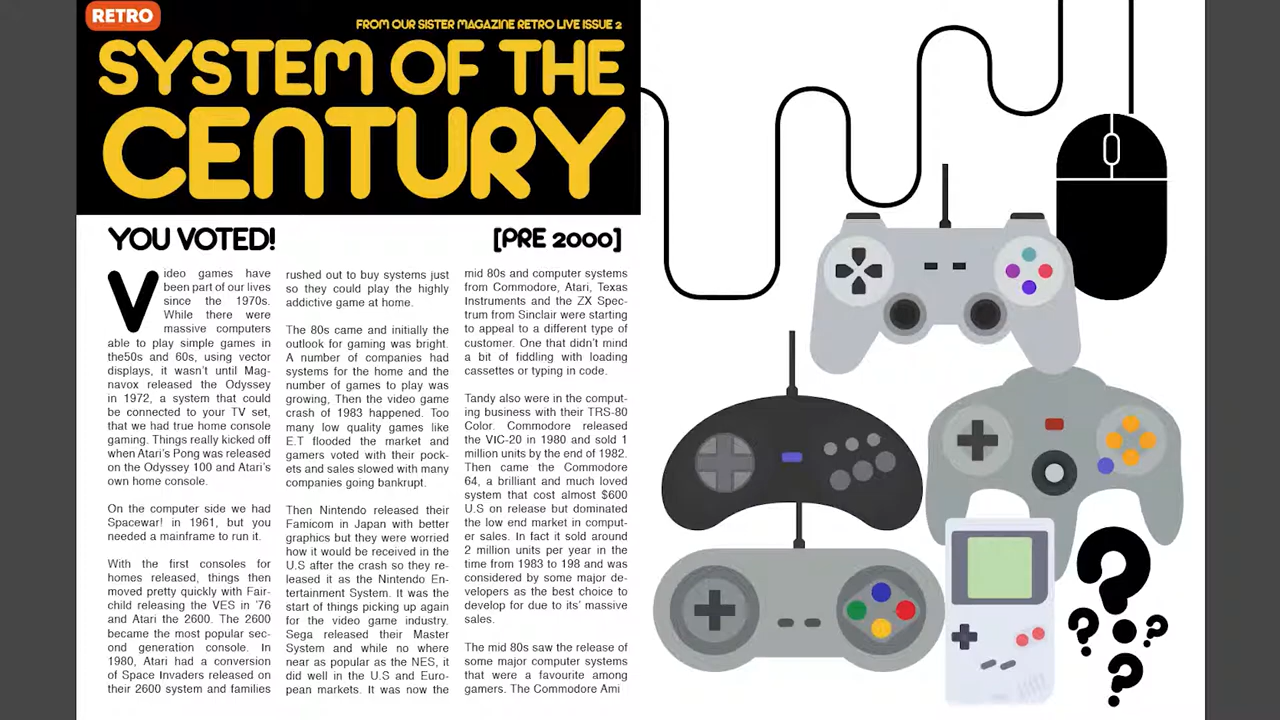 RETRO
FROM OUR SISTER MAGAZINE RETRO LIVE ISSUE 2
SYSTEM OF THE
CENTURY
YOU VOTED!
[PRE 2000]
Video games have
been part of our lives
since the 1970s.
While there were
massive computers
able to play simple games in
the50s and 60s, using vector
displays, it wasn't until Mag-
navox released the Odyssey
in 1972, a system that could
be connected to your TV set,
that we had true home console
gaming. Things really kicked off
when Atari's Pong was released
on the Odyssey 100 and Atari's
own home console.
On the computer side we had
Spacewar! in 1961, but you
needed a mainframe to run it.
With the first consoles for
homes released, things then
moved pretty quickly with Fair-
child releasing the VES in '76
and Atari the 2600. The 2600
became the most popular sec-
ond generation console. In
1980, Atari had a conversion
of Space Invaders released on
their 2600 system and families
rushed out to buy systems just
so they could play the highly
addictive game at home.
The 80s came and initially the
outlook for gaming was bright.
A number of companies had
systems for the home and the
number of games to play was
growing, Then the video game
crash of 1983 happened. Too
many low quality games like
E.T flooded the market and
gamers voted with their pock-
ets and sales slowed with many
companies going bankrupt.
Then Nintendo released their
Famicom in Japan with better
graphics but they were worried
how it would be received in the
U.S after the crash so they re-
leased it as the Nintendo En-
tertainment System. It was the
start of things picking up again
for the video game industry.
Sega released their Master
System and while no where
near as popular as the NES, it
did well in the U.S and Euro-
pean markets. It was now the
mid 80s and computer systems
from Commodore, Atari, Texas
Instruments and the ZX Spec-
trum from Sinclair were starting
to appeal to a different type of
customer. One that didn't mind
a bit of fiddling with loading
cassettes or typing in code.
Tandy also were in the comput-
ing business with their TRS-80
Color. Commodore released
the VIC-20 in 1980 and sold 1
million units by the end of 1982.
Then came the Commodore
64, a brilliant and much loved
system that cost almost $600
U.S on release but dominated
the low end market in comput-
er sales. In fact it sold around
2 million units per year in the
time from 1983 to 198 and was
considered by some major de-
velopers as the best choice to
develop for due to its' massive
sales.
The mid 80s saw the release of
some major computer systems
that were a favourite among
gamers. The Commodore Ami
???
?